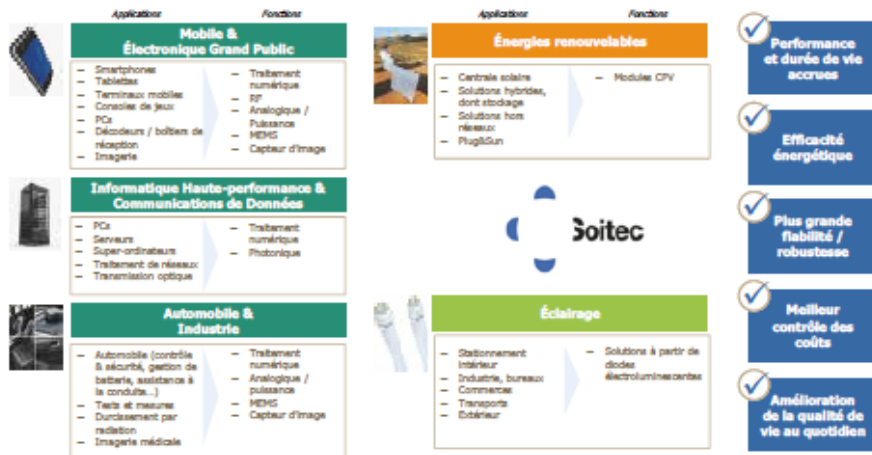 Applications
Fonctions
Mobile &
Électronique Grand Public
– Smartphones
– Tablettes
– Terminaux mobiles
– Consoles de jeux
– PCs
– Décodeurs / boîtiers de
réception
– Imagerie
– Traitement
numérique
– RF
– Analogique /
Puissance
– MEMS
– Capteur d'image
Informatique Haute-performance &
Communications de Données
– PCs
– Serveurs
– Super-ordinateurs
– Traitement de réseaux
– Transmission optique
– Traitement
numérique
– Photonique
Automobile &
Industrie
– Automobile (contrôle
& sécurité, gestion de
batterie, assistance à
la conduite...)
– Tests et mesures
– Durcissement par
radiation
– Imagerie médicale
– Traitement
numérique
– Analogique /
puissance
– MEMS
– Capteur d'image
Applications
Fonctions
Énergies renouvelables
– Centrale solaire
– Solutions hybrides,
dont stockage
– Solutions hors
réseaux
– Plug&Sun
– Modules CPV
Soitec
Éclairage
– Stationnement
intérieur
– Industrie, bureaux
– Commerces
– Transports
– Extérieur
– Solutions à partir de
diodes
électroluminescentes
Performance
et durée de vie
accrues
Efficacité
énergétique
Plus grande
fiabilité /
robustesse
Meilleur
contrôle des
coûts
Amélioration
de la qualité de
vie au quotidien